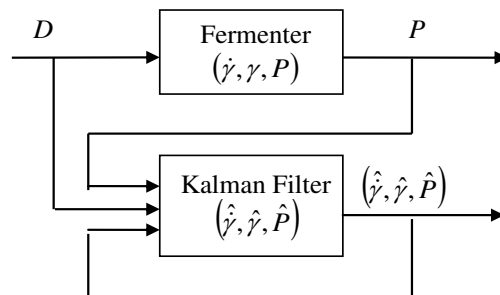 D
Fermenter
(γ̇, γ, P)
P
Kalman Filter
(γ̇̂, γ̂, P̂)
(γ̇̂, γ̂, P̂)